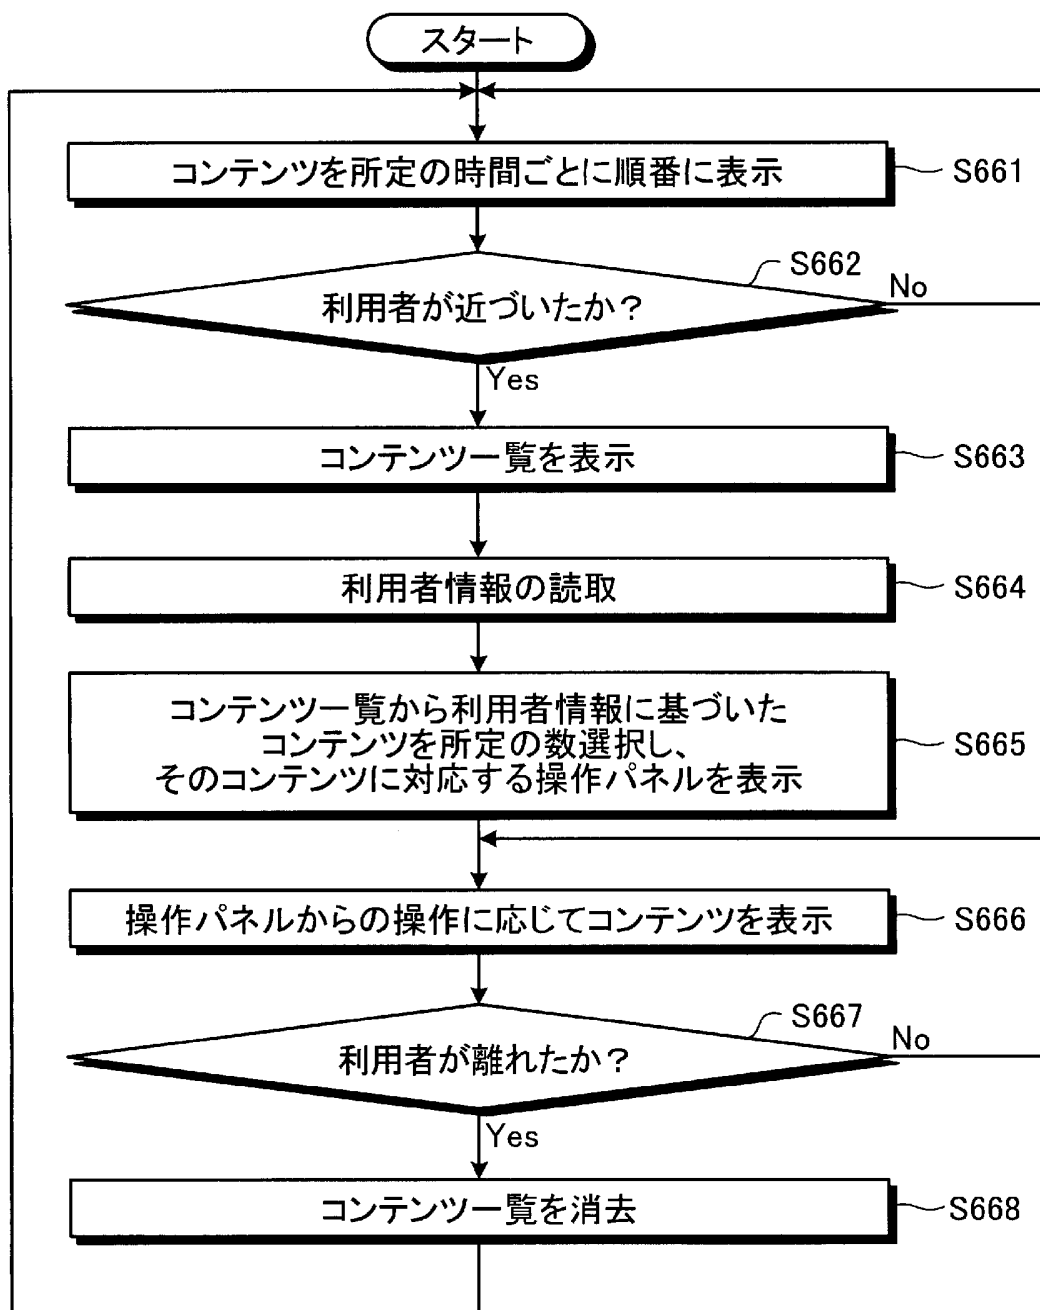 スタート
コンテンツを所定の時間ごとに順番に表示
S661
S662
利用者が近づいたか?
No
Yes
コンテンツ一覧を表示
S663
利用者情報の読取
S664
コンテンツ一覧から利用者情報に基づいた
コンテンツを所定の数選択し、
そのコンテンツに対応する操作パネルを表示
S665
操作パネルからの操作に応じてコンテンツを表示
S666
S667
利用者が離れたか?
No
Yes
コンテンツ一覧を消去
S668